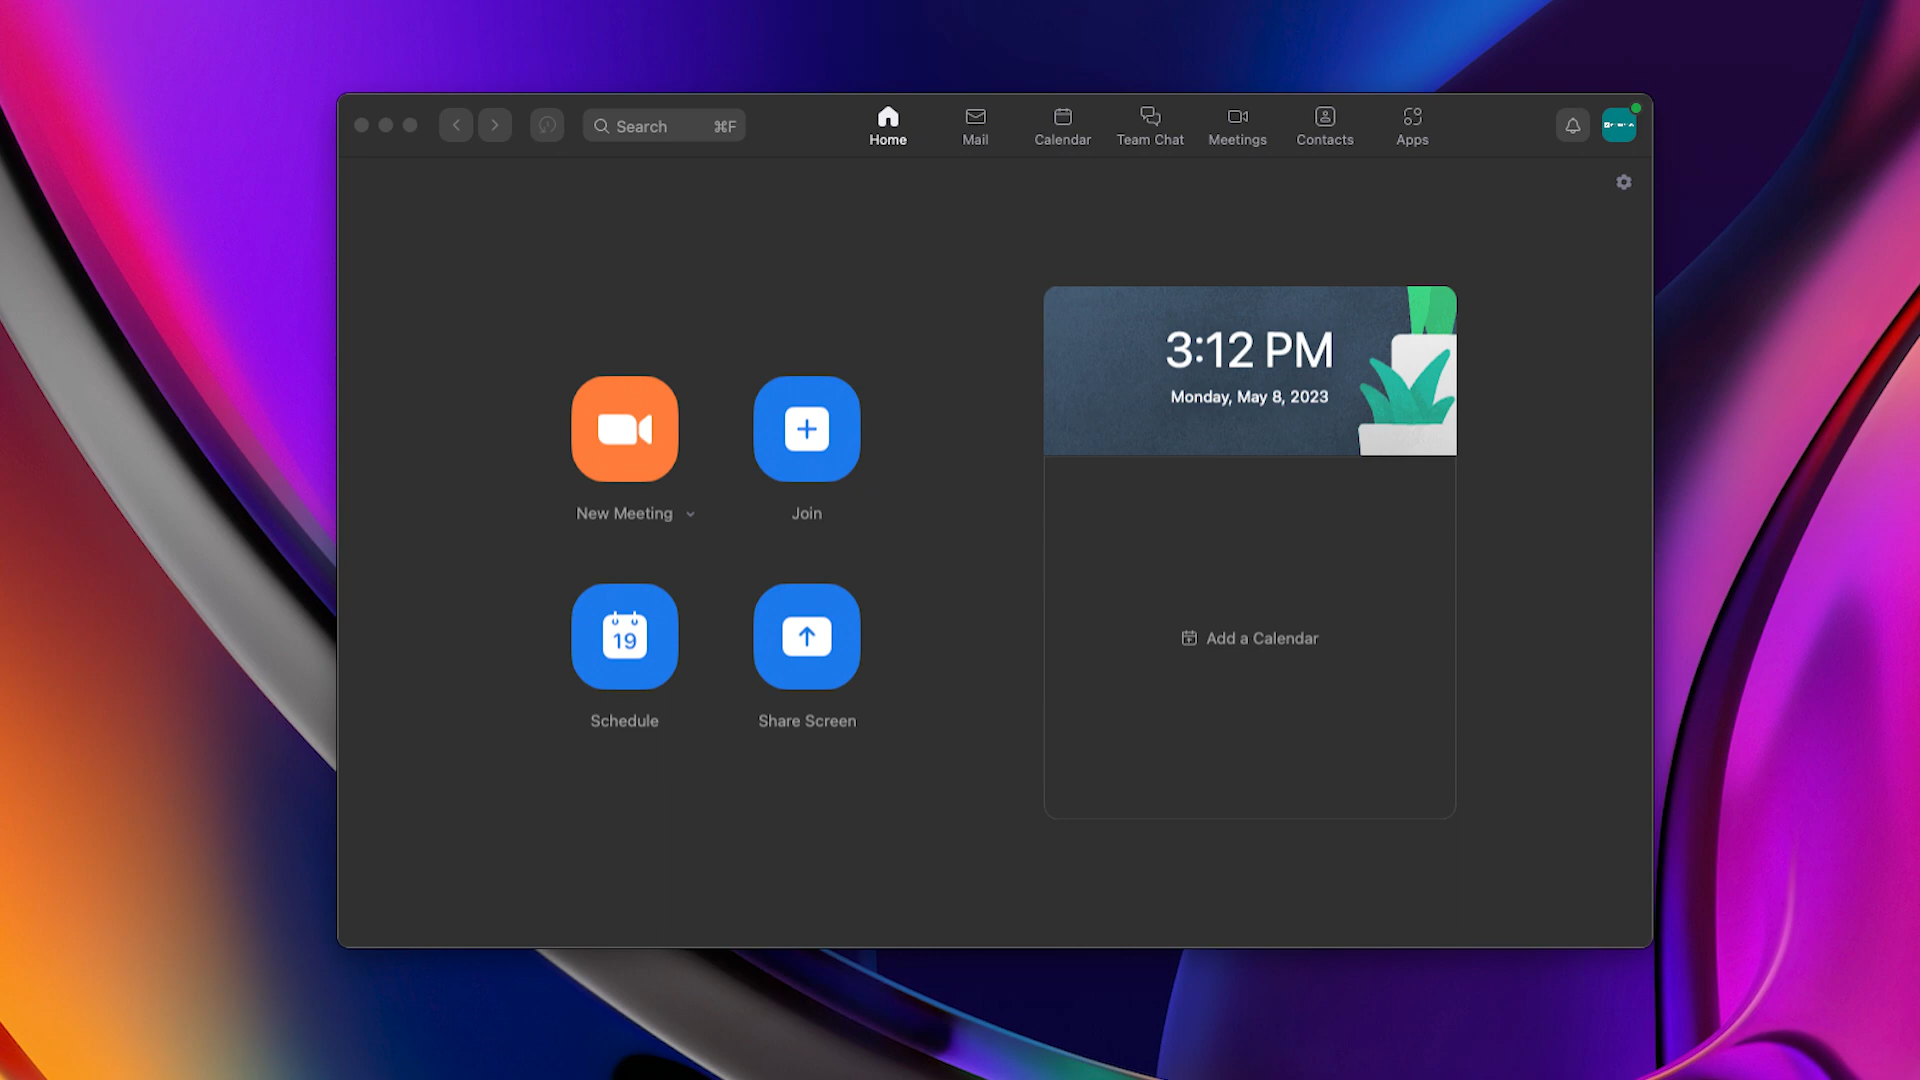 Search ⌘F
Home
Mail
Calendar
Team Chat
Meetings
Contacts
Apps
3:12 PM
Monday, May 8, 2023
New Meeting
Join
19
Schedule
Share Screen
Add a Calendar